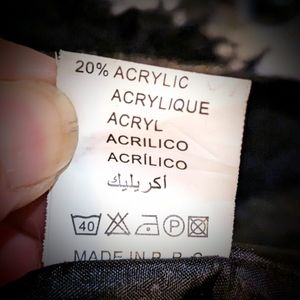 20% ACRYLIC
ACRYLIQUE
ACRYL
ACRILICO
ACRÍLICO
اكريليك
40 P
MADE IN P. R. C.